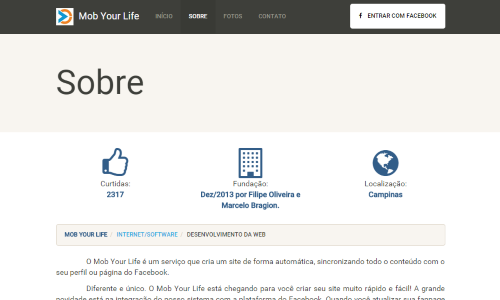 Mob Your Life INÍCIO SOBRE FOTOS CONTATO f ENTRAR COM FACEBOOK
Sobre
Curtidas: Fundação: Localização:
2317 Dez/2013 por Filipe Oliveira e Campinas
Marcelo Bragion.
MOB YOUR LIFE / INTERNET/SOFTWARE / DESENVOLVIMENTO DA WEB
O Mob Your Life é um serviço que cria um site de forma automática, sincronizando todo o conteúdo com o
seu perfil ou página do Facebook.
Diferente e único. O Mob Your Life está chegando para você criar seu site muito rápido e fácil! A grande
novidade está na integração do nosso sistema com a plataforma do Facebook. Quando você atualizar sua fanpage